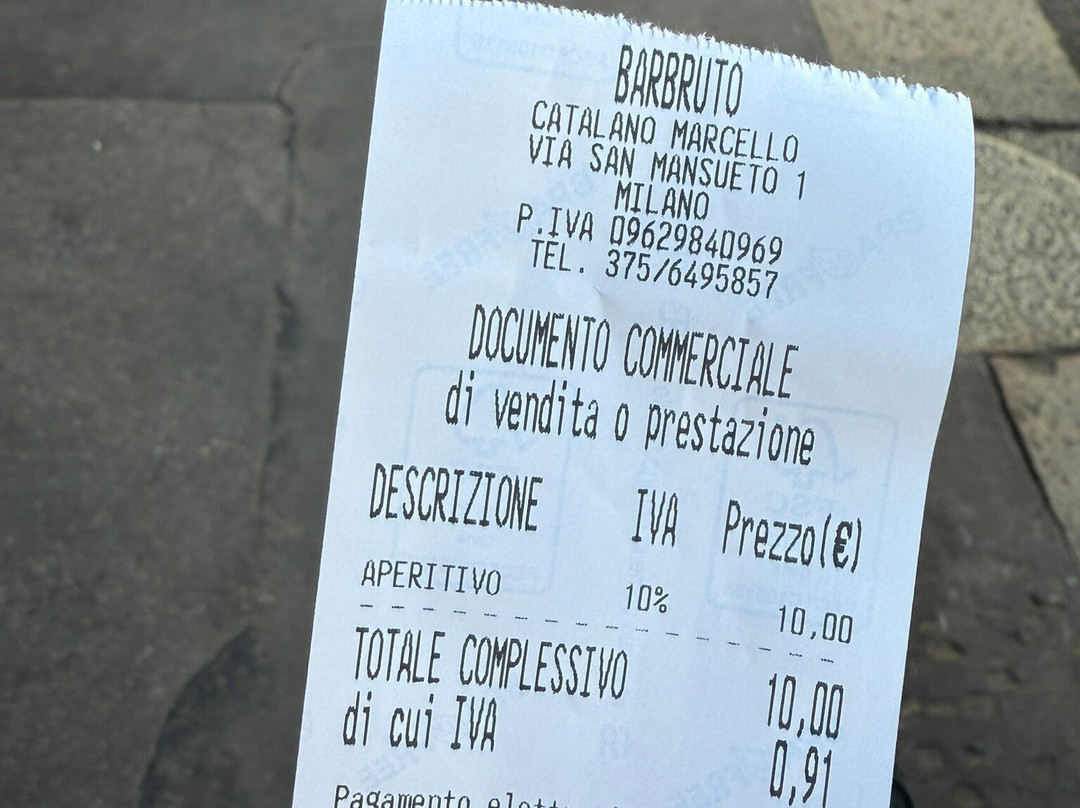 BARBRUTO
CATALANO MARCELLO
VIA SAN MANSUETO 1
MILANO
P.IVA 09629840969
TEL. 375/6495857
DOCUMENTO COMMERCIALE
di vendita o prestazione
DESCRIZIONE IVA Prezzo(€)
APERITIVO 10% 10,00
TOTALE COMPLESSIVO 10,00
di cui IVA 0,91
Pagamento